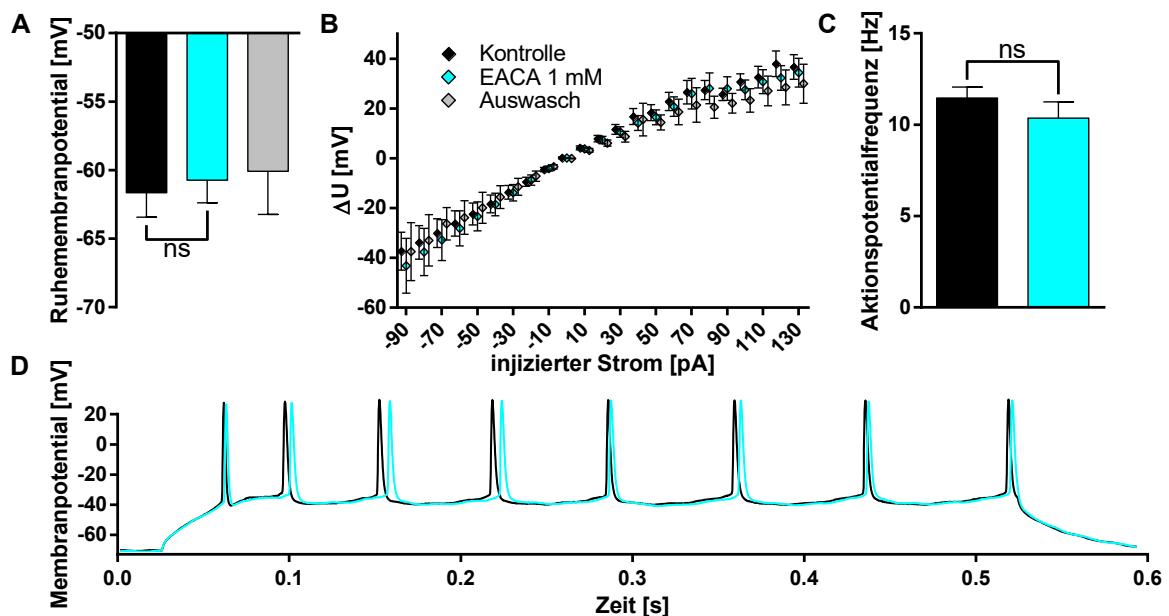 A
Ruhemembranpotential [mV]
-50
-55
-60
-65
-70
ns
B
ΔU [mV]
40
20
0
-20
-40
-60
Kontrolle
EACA 1 mM
Auswasch
-90
-70
-50
-30
-10
10
30
50
70
90
110
130
injizierter Strom [pA]
C
Aktionspotentialfrequenz [Hz]
15
10
5
0
ns
D
Membranpotential [mV]
20
0
-20
-40
-60
0.0
0.1
0.2
0.3
0.4
0.5
0.6
Zeit [s]